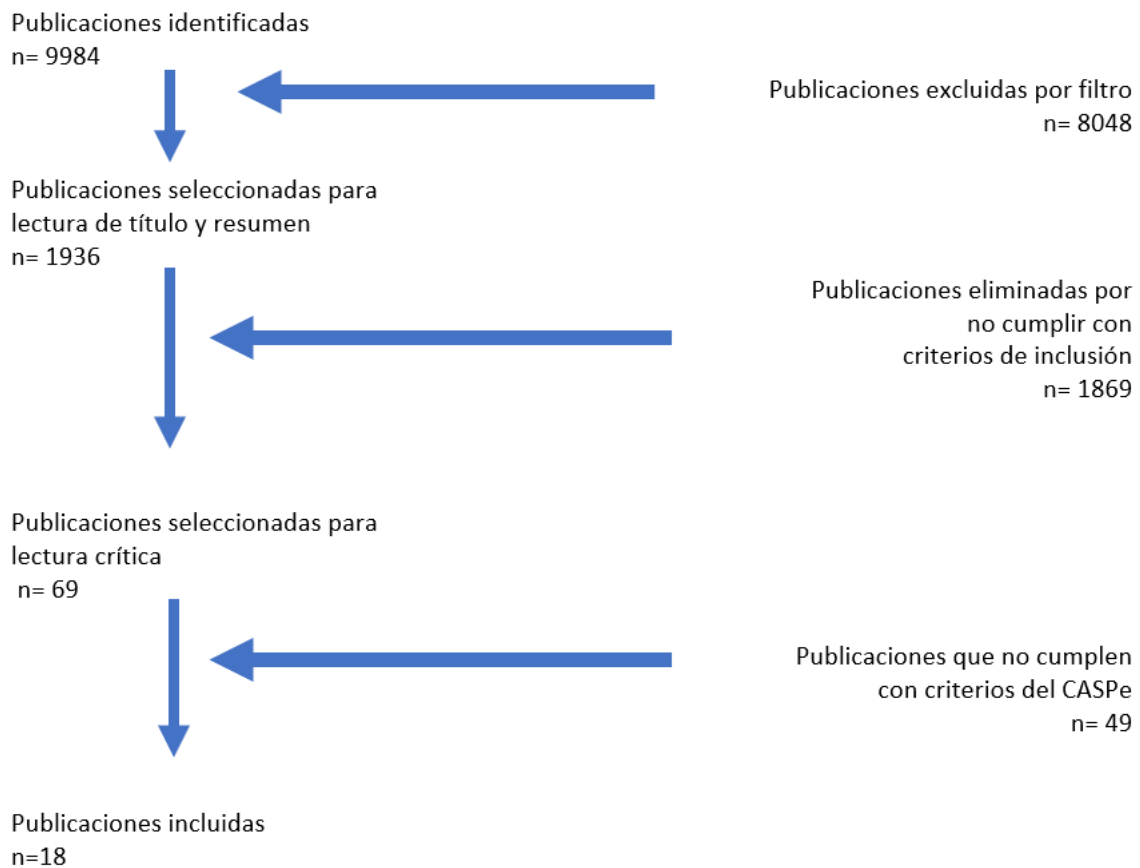 Publicaciones identificadas
n= 9984
Publicaciones excluidas por filtro
n= 8048
Publicaciones seleccionadas para
lectura de título y resumen
n= 1936
Publicaciones eliminadas por
no cumplir con
criterios de inclusión
n= 1869
Publicaciones seleccionadas para
lectura crítica
n= 69
Publicaciones que no cumplen
con criterios del CASPe
n= 49
Publicaciones incluidas
n=18